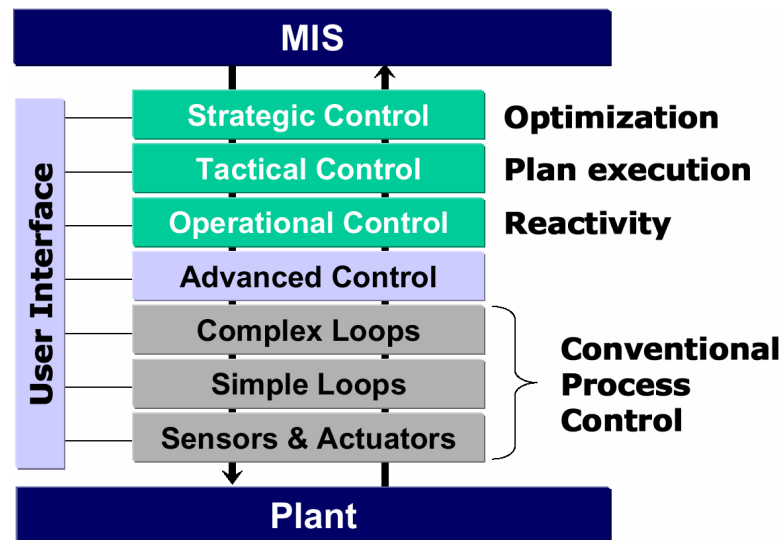 MIS
User Interface
Strategic Control
Optimization
Tactical Control
Plan execution
Operational Control
Reactivity
Advanced Control
Complex Loops
Simple Loops
Sensors & Actuators
Conventional
Process
Control
Plant